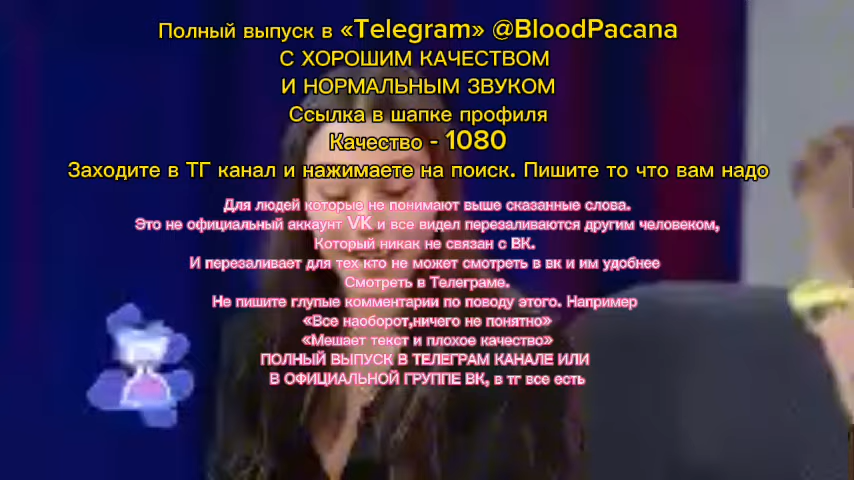 Полный выпуск в «Telegram» @BloodPacana
С ХОРОШИМ КАЧЕСТВОМ
И НОРМАЛЬНЫМ ЗВУКОМ
Ссылка в шапке профиля
Качество - 1080
Заходите в ТГ канал и нажимаете на поиск. Пишите то что вам надо
Для людей которые не понимают выше сказанные слова.
Это не официальный аккаунт VK и все видел перезаливаются другим человеком,
Который никак не связан с ВК.
И перезаливает для тех кто не может смотреть в вк и им удобнее
Смотреть в Телеграме.
Не пишите глупые комментарии по поводу этого. Например
«Все наоборот,ничего не понятно»
«Мешает текст и плохое качество»
ПОЛНЫЙ ВЫПУСК В ТЕЛЕГРАМ КАНАЛЕ ИЛИ
В ОФИЦИАЛЬНОЙ ГРУППЕ ВК, в тг все есть